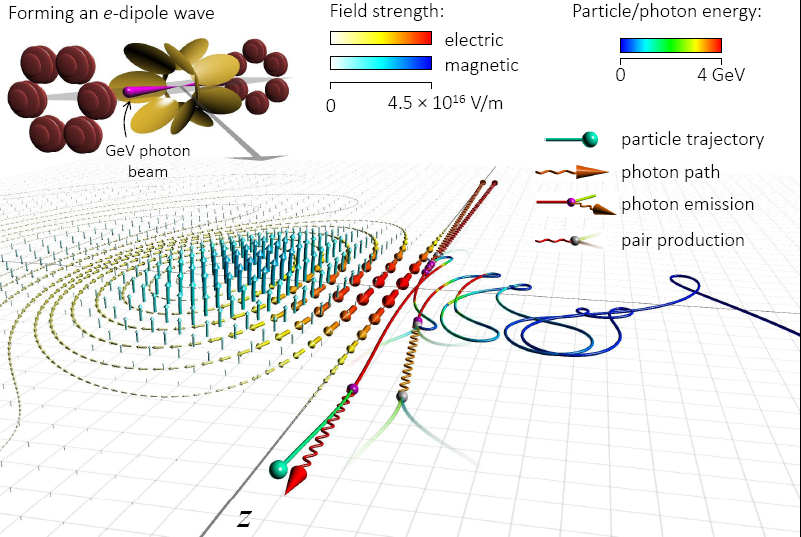 Forming an e-dipole wave
GeV photon
beam
Field strength:
electric
magnetic
0
4.5 × 10¹⁶ V/m
Particle/photon energy:
0
4 GeV
particle trajectory
photon path
photon emission
pair production
z